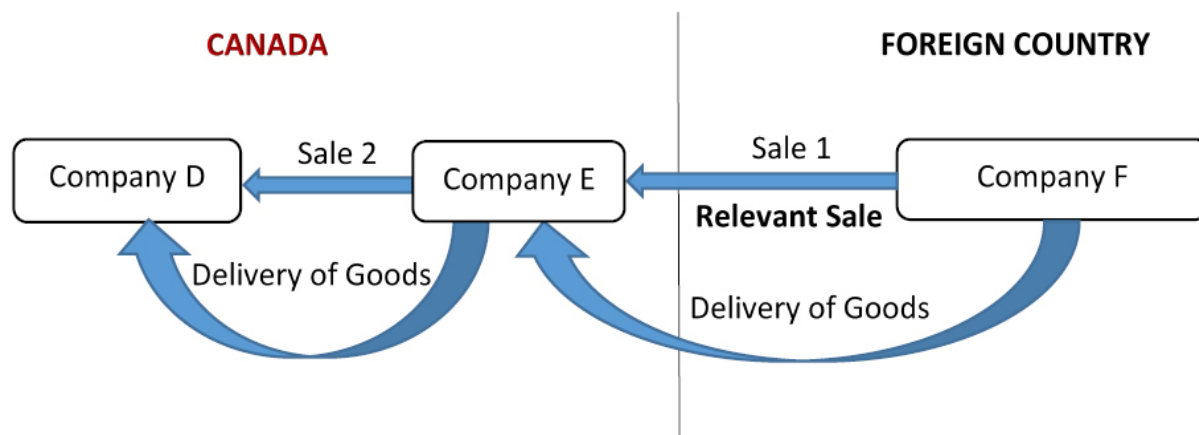 CANADA
FOREIGN COUNTRY
Company D
Sale 2
Company E
Sale 1
Company F
Relevant Sale
Delivery of Goods
Delivery of Goods